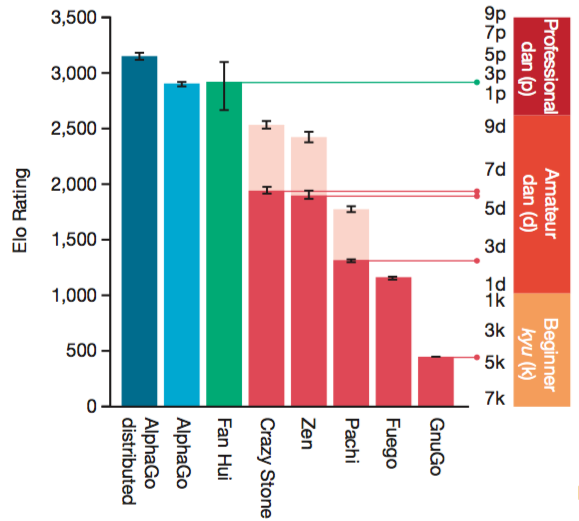 Elo Rating
3,500
3,000
2,500
2,000
1,500
1,000
500
0
AlphaGo
distributed
AlphaGo
Fan Hui
Crazy Stone
Zen
Pachi
Fuego
GnuGo
9p
7p
5p
3p
1p
9d
7d
5d
3d
1d
1k
3k
5k
7k
Professional
dan (p)
Amateur
dan (d)
Beginner
kyu (k)